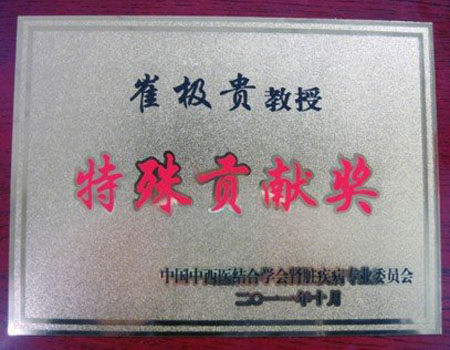 崔极贵教授
特殊贡献奖
中国中西医结合学会肾脏疾病专业委员会
二〇一一年十月